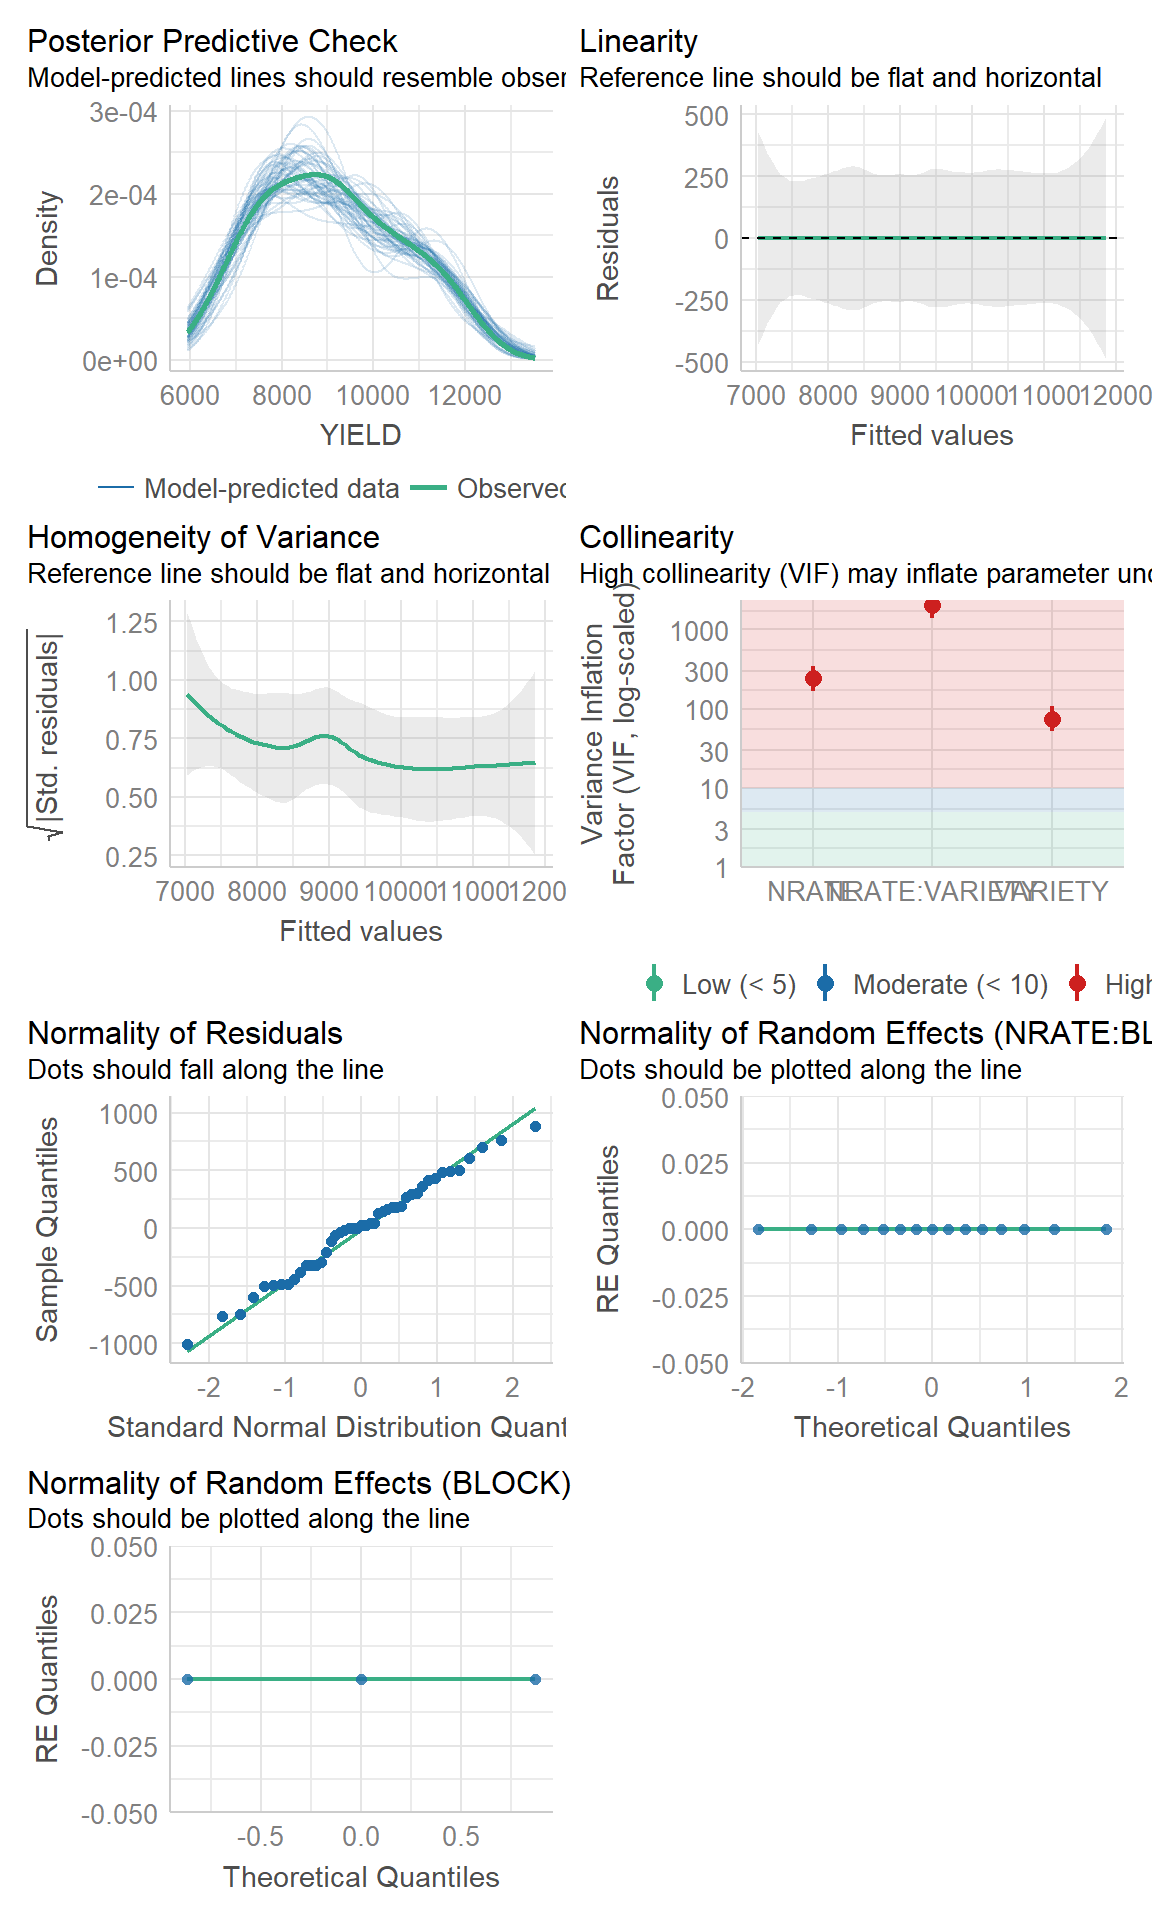 Posterior Predictive Check
Model-predicted lines should resemble obser
3e-04
2e-04
1e-04
0e+00
Density
6000 8000 10000 12000
YIELD
Model-predicted data Observed
Linearity
Reference line should be flat and horizontal
500
250
0
-250
-500
Residuals
7000 8000 9000 10000 11000 12000
Fitted values
Homogeneity of Variance
Reference line should be flat and horizontal
1.25
1.00
0.75
0.50
0.25
√|Std. residuals|
7000 8000 9000 10000 11000 1200
Fitted values
Collinearity
High collinearity (VIF) may inflate parameter unc
1000
300
100
30
10
3
1
Variance Inflation
Factor (VIF, log-scaled)
NRATE NRATE:VARIETY VARIETY
Low (< 5) Moderate (< 10) High
Normality of Residuals
Dots should fall along the line
1000
500
0
-500
-1000
Sample Quantiles
-2 -1 0 1 2
Standard Normal Distribution Quant
Normality of Random Effects (NRATE:BL
Dots should be plotted along the line
0.050
0.025
0.000
-0.025
-0.050
RE Quantiles
-2 -1 0 1 2
Theoretical Quantiles
Normality of Random Effects (BLOCK)
Dots should be plotted along the line
0.050
0.025
0.000
-0.025
-0.050
RE Quantiles
-0.5 0.0 0.5
Theoretical Quantiles